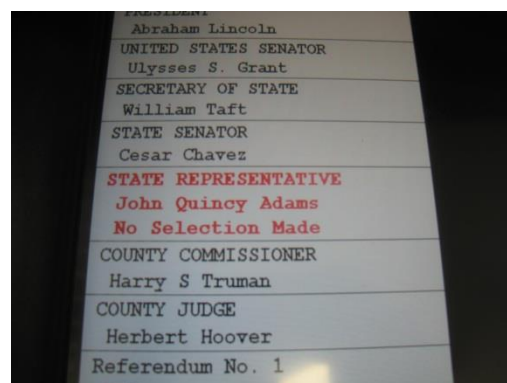 PRESIDENT
Abraham Lincoln
UNITED STATES SENATOR
Ulysses S. Grant
SECRETARY OF STATE
William Taft
STATE SENATOR
Cesar Chavez
STATE REPRESENTATIVE
John Quincy Adams
No Selection Made
COUNTY COMMISSIONER
Harry S Truman
COUNTY JUDGE
Herbert Hoover
Referendum No. 1